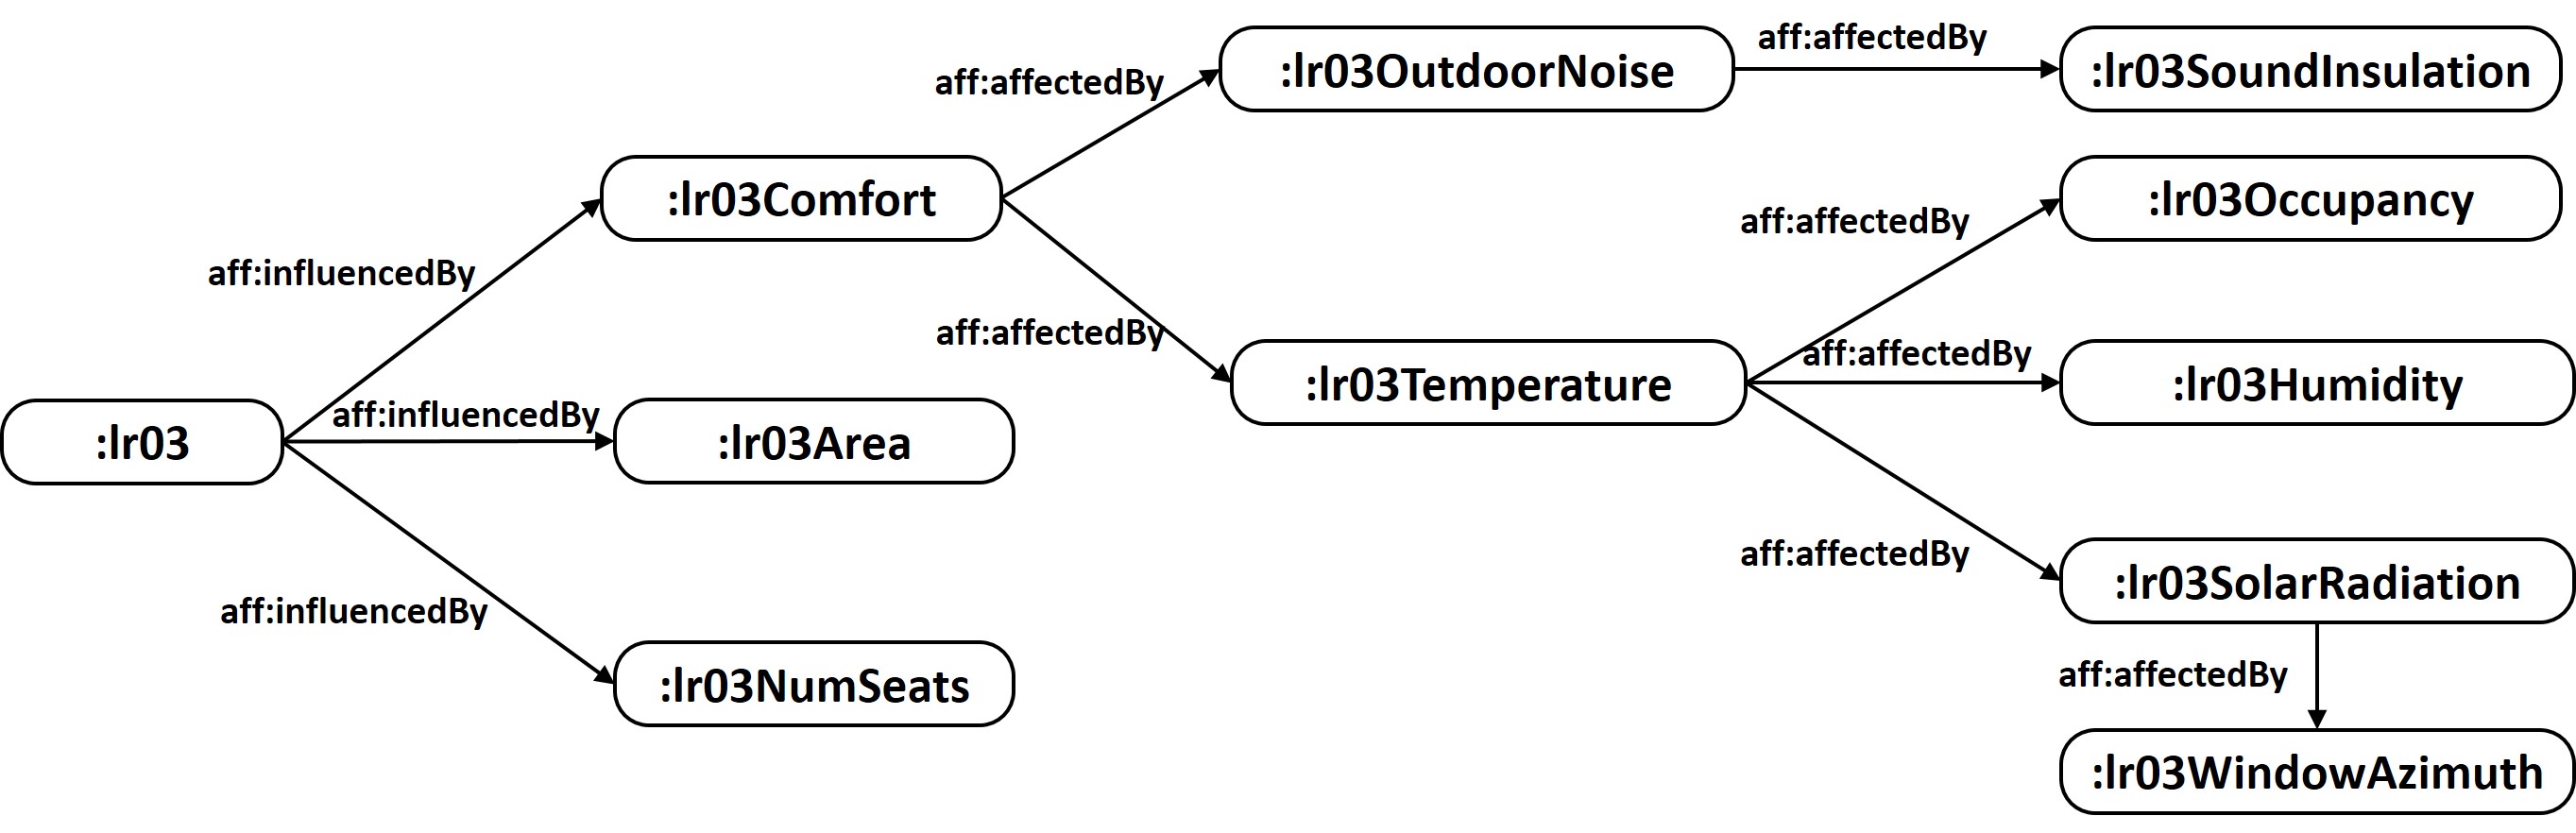 aff:affectedBy
:lr03OutdoorNoise
:lr03SoundInsulation
aff:affectedBy
:lr03Comfort
:lr03Occupancy
aff:affectedBy
aff:influencedBy
aff:affectedBy
aff:affectedBy
:lr03Temperature
:lr03Humidity
aff:influencedBy
:lr03
:lr03Area
aff:affectedBy
:lr03SolarRadiation
aff:influencedBy
:lr03NumSeats
aff:affectedBy
:lr03WindowAzimuth